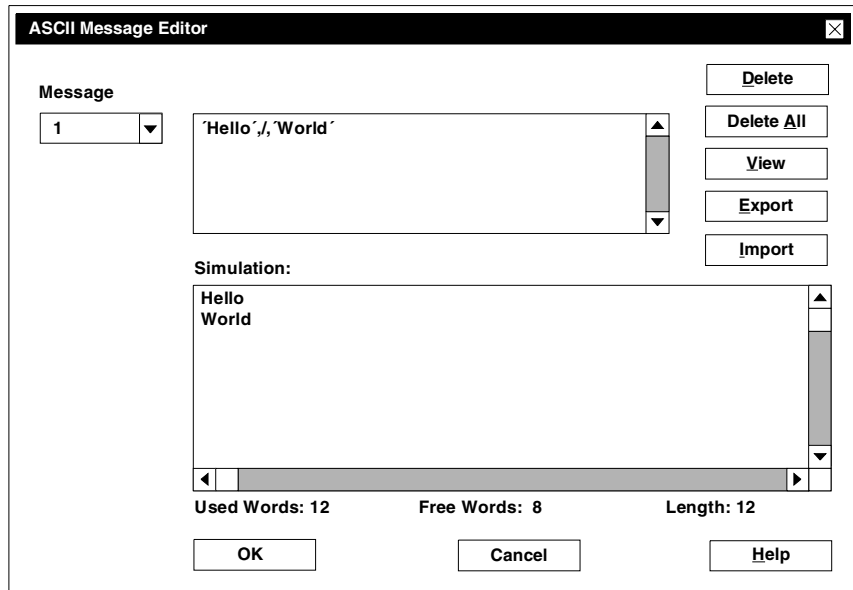 ASCII Message Editor
Message
1
´Hello´,/,´World´
Delete
Delete All
View
Export
Import
Simulation:
Hello
World
Used Words: 12 Free Words: 8 Length: 12
OK Cancel Help